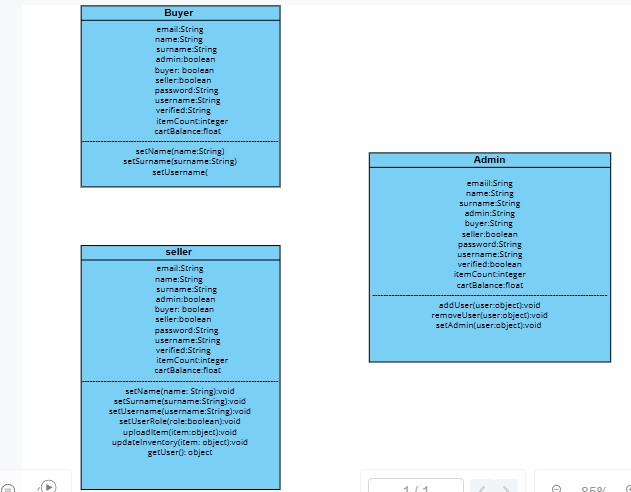 Buyer
email:String
name:String
surname:String
admin:boolean
buyer: boolean
seller:boolean
password:String
username:String
verified:String
itemCount:integer
cartBalance:float
setName(name:String)
setSurname(surname:String)
setUsername(
seller
email:String
name:String
surname:String
admin:boolean
buyer: boolean
seller:boolean
password:String
username:String
verified:String
itemCount:integer
cartBalance:float
setName(name: String):void
setSurname(surname:String):void
setUsername(username:String):void
setUserRole(role:boolean):void
uploadItem(item:object):void
updateInventory(item: object):void
getUser(): object
Admin
emaill:Sring
name:String
surname:String
admin:String
buyer:String
seller:boolean
password:String
username:String
verified:boolean
itemCount:integer
cartBalance:float
addUser(user:object):void
removeUser(user:object):void
setAdmin(user:object):void
1 / 1
85%